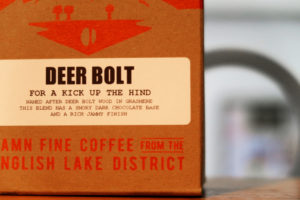 DEER BOLT
FOR A KICK UP THE HIND
NAMED AFTER DEER BOLT WOOD IN GRASMERE
THIS BLEND HAS A SMOKY DARK CHOCOLATE BASE
AND A RICH JAMMY FINISH
AMN FINE COFFEE FROM THE
NGLISH LAKE DISTRICT